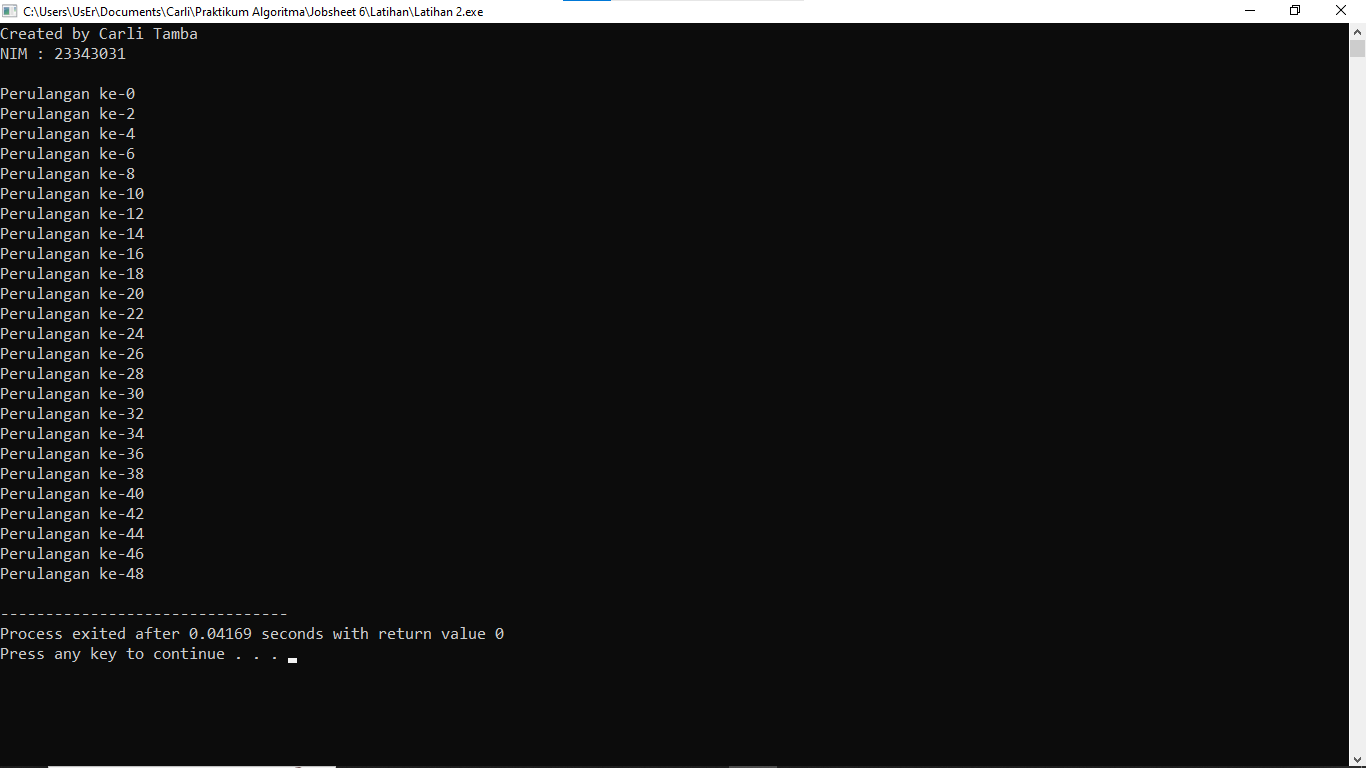 C:\Users\UsEr\Documents\Carli\Praktikum Algoritma\Jobsheet 6\Latihan\Latihan 2.exe
Created by Carli Tamba
NIM : 23343031
Perulangan ke-0
Perulangan ke-2
Perulangan ke-4
Perulangan ke-6
Perulangan ke-8
Perulangan ke-10
Perulangan ke-12
Perulangan ke-14
Perulangan ke-16
Perulangan ke-18
Perulangan ke-20
Perulangan ke-22
Perulangan ke-24
Perulangan ke-26
Perulangan ke-28
Perulangan ke-30
Perulangan ke-32
Perulangan ke-34
Perulangan ke-36
Perulangan ke-38
Perulangan ke-40
Perulangan ke-42
Perulangan ke-44
Perulangan ke-46
Perulangan ke-48
--------------------------------
Process exited after 0.04169 seconds with return value 0
Press any key to continue . . .